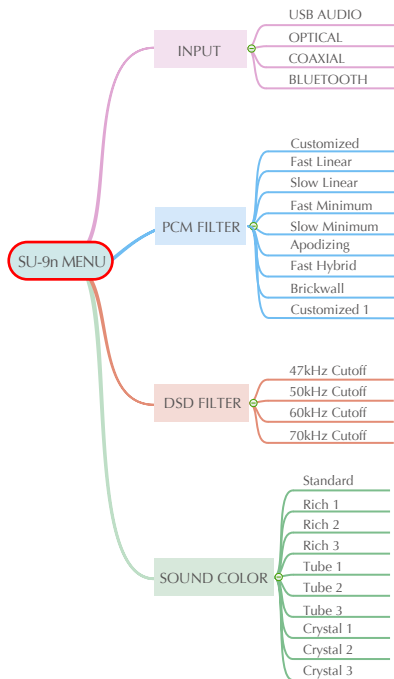 SU-9n MENU
INPUT
USB AUDIO
OPTICAL
COAXIAL
BLUETOOTH
PCM FILTER
Customized
Fast Linear
Slow Linear
Fast Minimum
Slow Minimum
Apodizing
Fast Hybrid
Brickwall
Customized 1
DSD FILTER
47kHz Cutoff
50kHz Cutoff
60kHz Cutoff
70kHz Cutoff
SOUND COLOR
Standard
Rich 1
Rich 2
Rich 3
Tube 1
Tube 2
Tube 3
Crystal 1
Crystal 2
Crystal 3